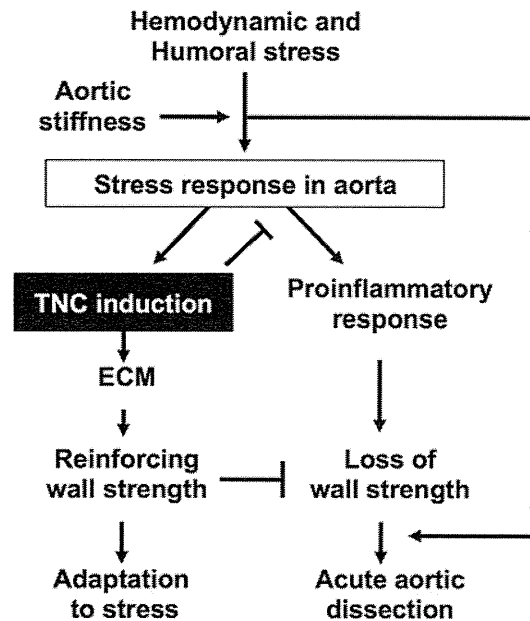 Hemodynamic
and
Humoral stress
Aortic
stiffness
Stress response in aorta
TNC induction
Proinflammatory
response
ECM
Reinforcing
wall strength
Loss of
wall strength
Adaptation
to stress
Acute aortic
dissection